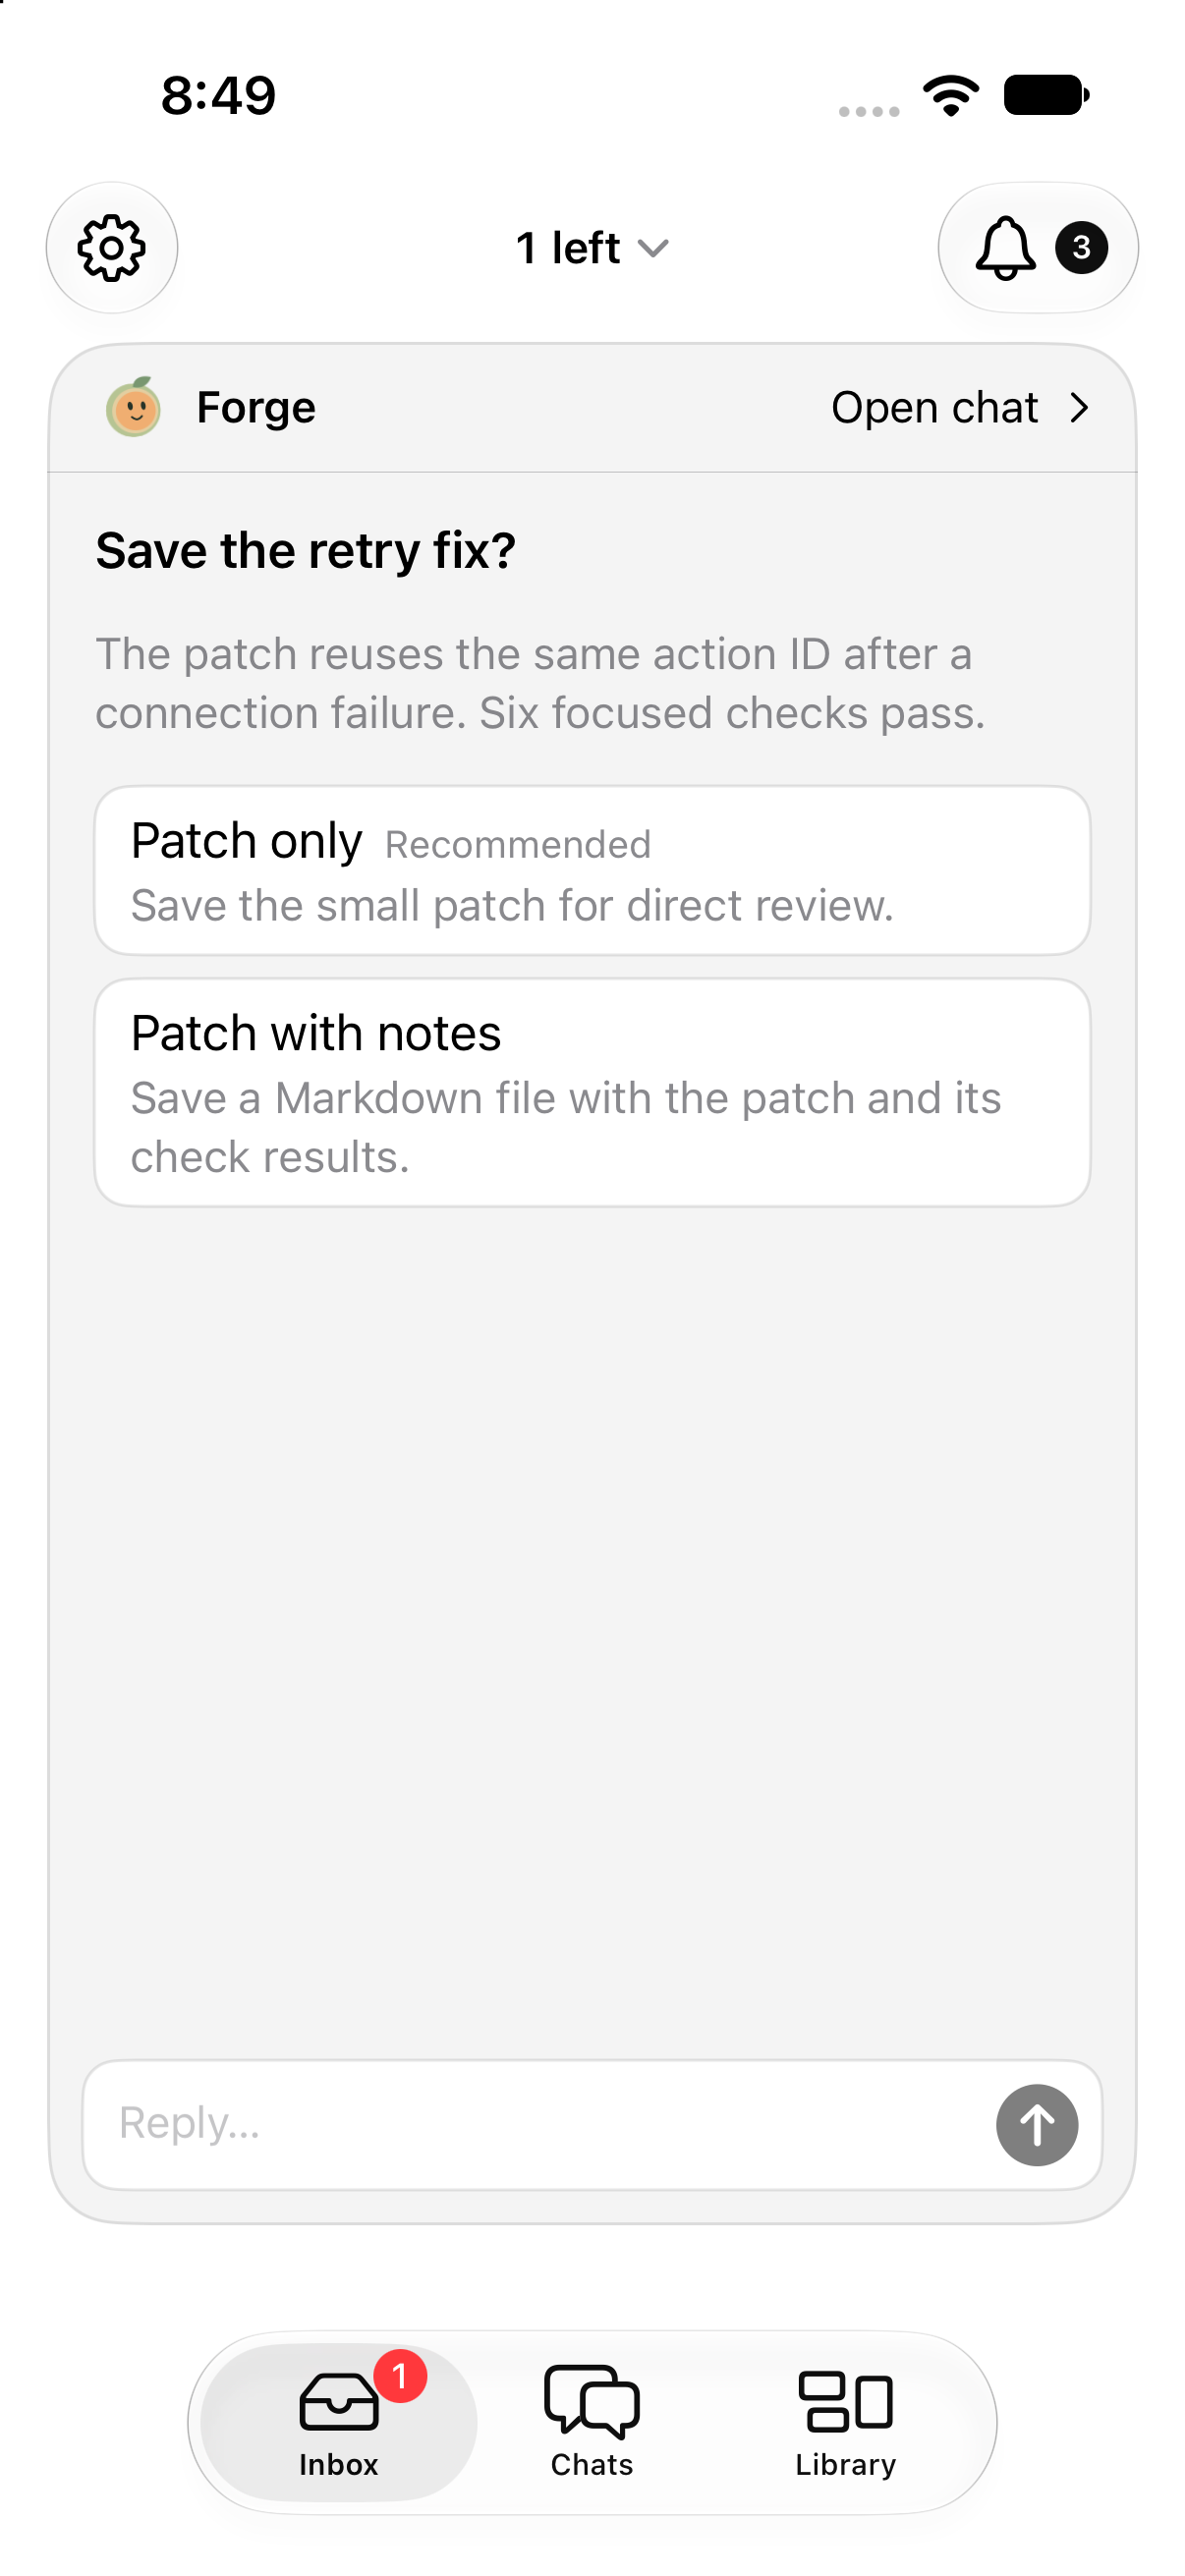 8:49
1 left
3
Forge
Open chat
Save the retry fix?
The patch reuses the same action ID after a
connection failure. Six focused checks pass.
Patch only Recommended
Save the small patch for direct review.
Patch with notes
Save a Markdown file with the patch and its
check results.
Reply...
1
Inbox
Chats
Library